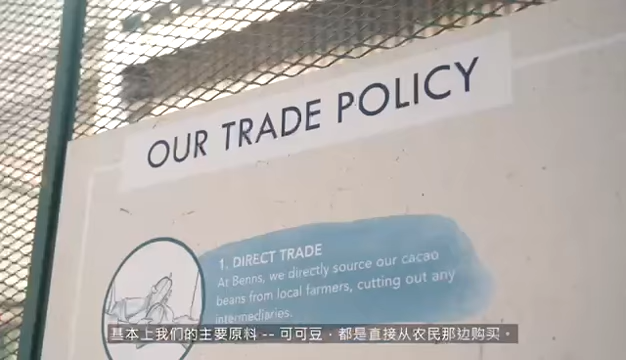 OUR TRADE POLICY
1. DIRECT TRADE
At Benns, we directly source our cacao
beans from local farmers, cutting out any
intermediaries.
基本上我们的主要原料 -- 可可豆，都是直接从农民那边购买。